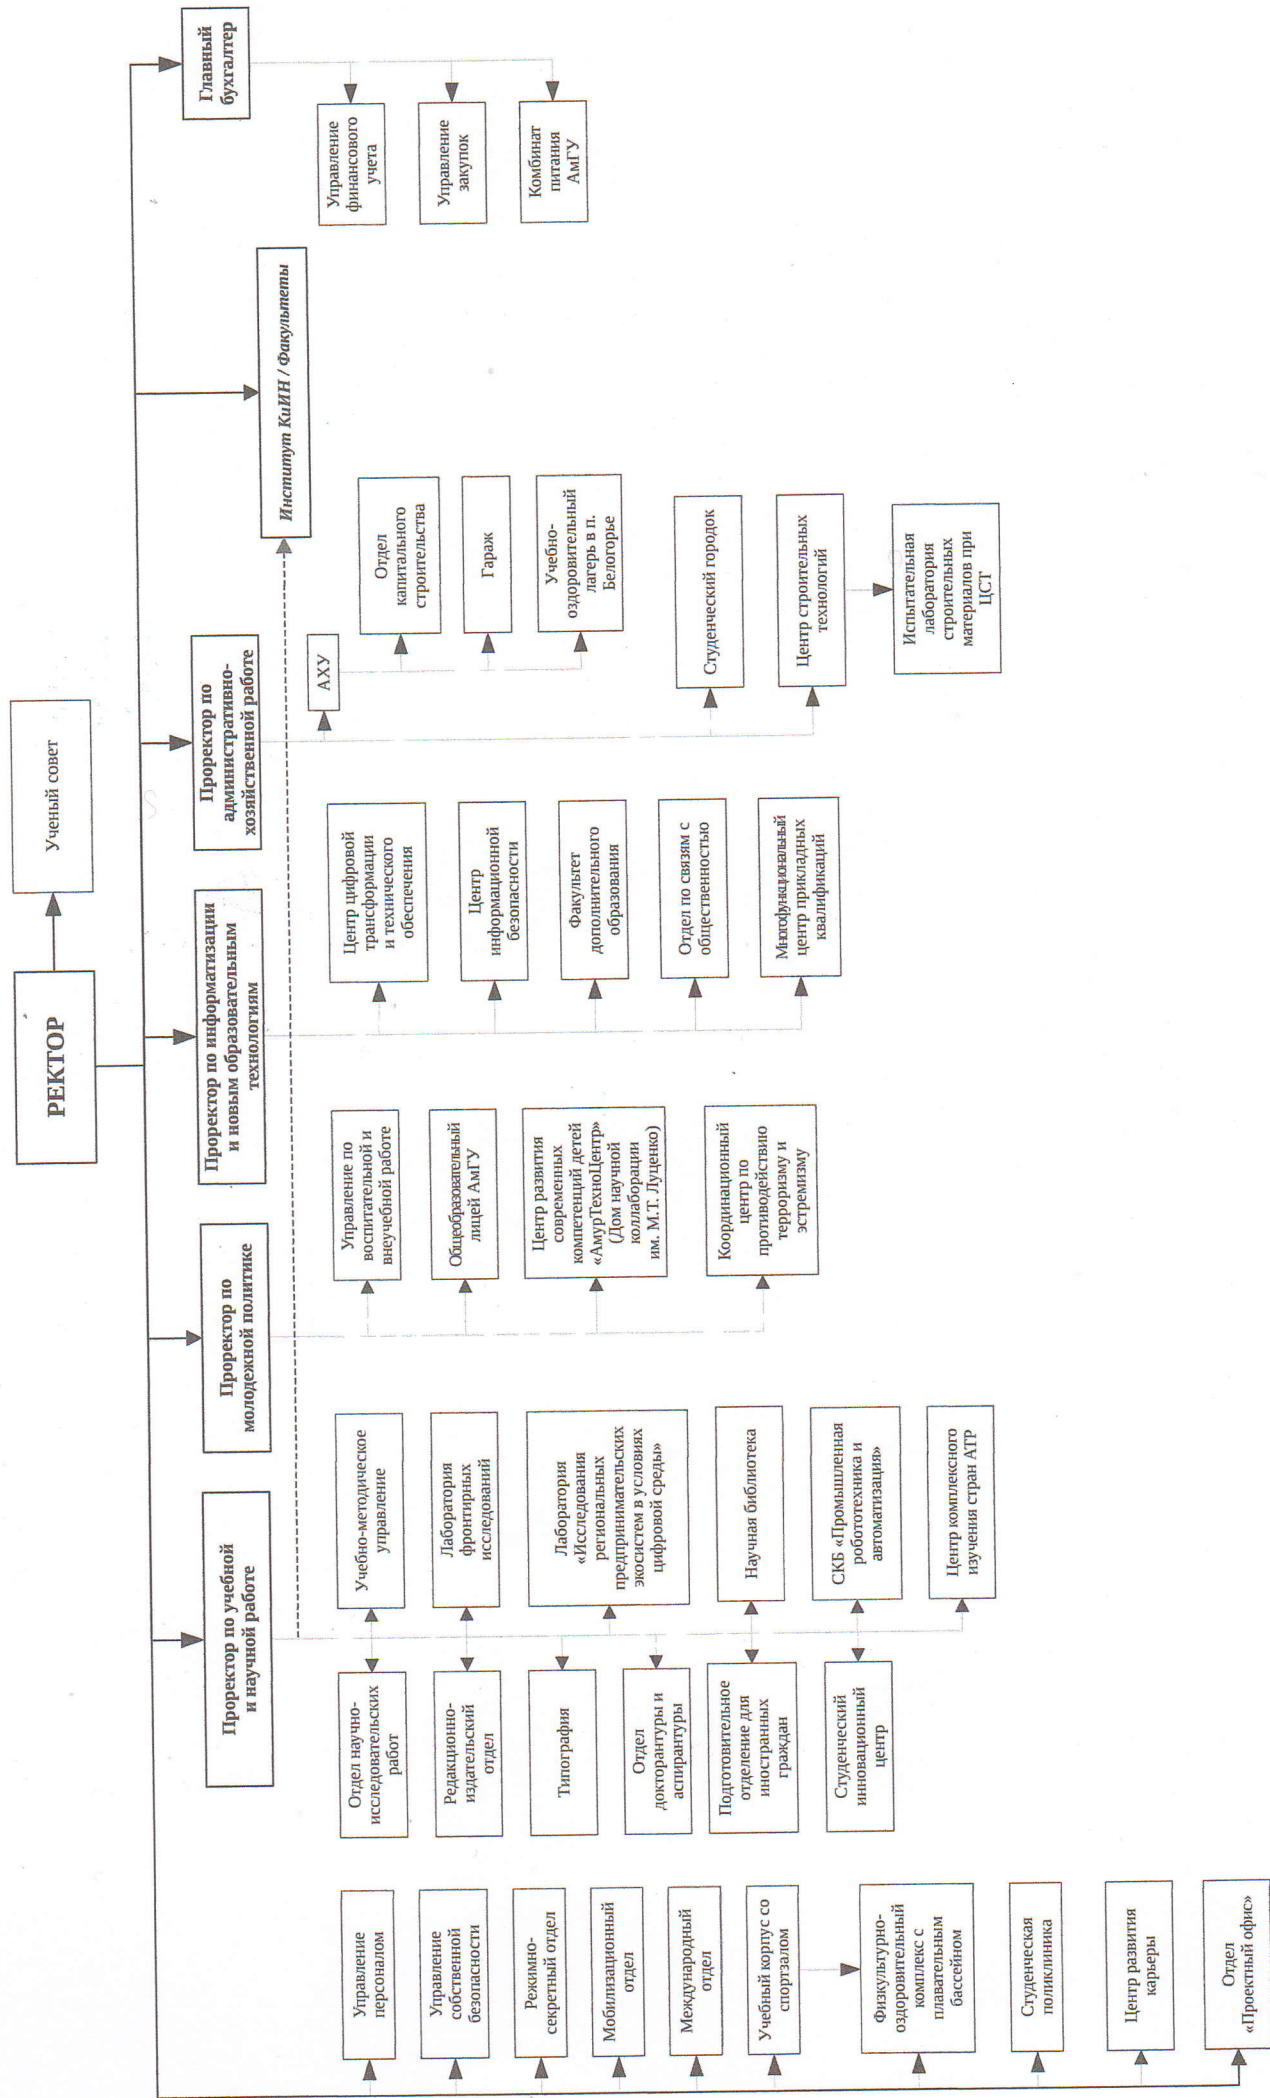 РЕКТОР
Ученый совет
Проректор по учебной
и научной работе
Проректор по
молодежной политике
Проректор по информатизации
и новым образовательным
технологиям
Проректор по
административно-
хозяйственной работе
Институт КиИН / Факультеты
Главный
бухгалтер
Управление
персоналом
Управление
собственной
безопасности
Режимно-
секретный отдел
Мобилизационный
отдел
Международный
отдел
Учебный корпус со
спортзалом
Физкультурно-
оздоровительный
комплекс с
плавательным
бассейном
Студенческая
поликлиника
Центр развития
карьеры
Отдел
«Проектный офис»
Отдел научно-
исследовательских
работ
Редакционно-
издательский
отдел
Типография
Отдел
докторантуры и
аспирантуры
Подготовительное
отделение для
иностранных
граждан
Студенческий
инновационный
центр
Учебно-методическое
управление
Лаборатория
фронтирных
исследований
Лаборатория
«Исследования
региональных
предпринимательских
экосистем в условиях
цифровой среды»
Научная библиотека
СКБ «Промышленная
робототехника и
автоматизация»
Центр комплексного
изучения стран АТР
Управление по
воспитательной и
внеучебной работе
Общеобразовательный
лицей АмГУ
Центр развития
современных
компетенций детей
«АмурТехноЦентр»
(Дом научной
коллаборации
им. М.Т. Луценко)
Координационный
центр по
противодействию
терроризму и
эстремизму
Центр цифровой
трансформации
и технического
обеспечения
Центр
информационной
безопасности
Факультет
дополнительного
образования
Отдел по связям с
общественностью
Многофункциональный
центр прикладных
квалификаций
АХУ
Отдел
капитального
строительства
Гараж
Учебно-
оздоровительный
лагерь в п.
Белогорье
Студенческий городок
Центр строительных
технологий
Испытательная
лаборатория
строительных
материалов при
ЦСТ
Управление
финансового
учета
Управление
закупок
Комбинат
питания
АмГУ